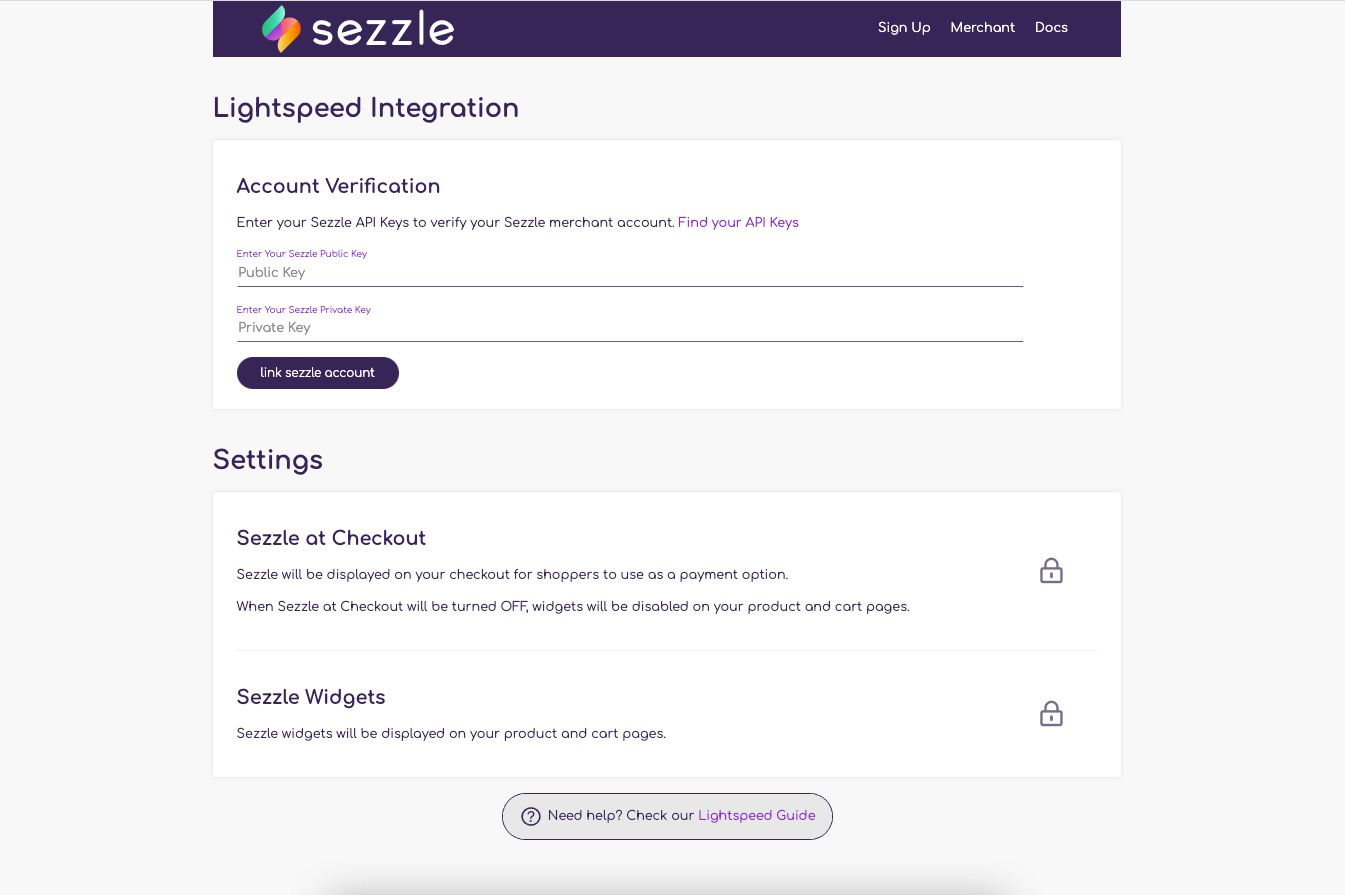 sezzle
Sign Up Merchant Docs
Lightspeed Integration
Account Verification
Enter your Sezzle API Keys to verify your Sezzle merchant account. Find your API Keys
Enter Your Sezzle Public Key
Public Key
Enter Your Sezzle Private Key
Private Key
link sezzle account
Settings
Sezzle at Checkout
Sezzle will be displayed on your checkout for shoppers to use as a payment option.
When Sezzle at Checkout will be turned OFF, widgets will be disabled on your product and cart pages.
Sezzle Widgets
Sezzle widgets will be displayed on your product and cart pages.
? Need help? Check our Lightspeed Guide